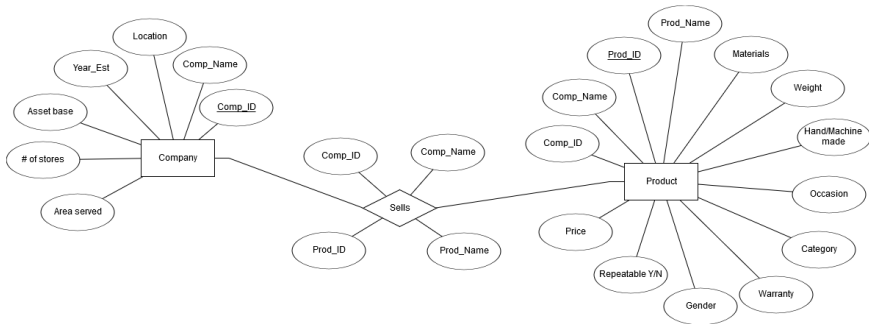 Location
Year_Est
Comp_Name
Asset base
Comp_ID
# of stores
Company
Area served
Comp_ID
Comp_Name
Sells
Prod_ID
Prod_Name
Prod_Name
Prod_ID
Materials
Comp_Name
Weight
Comp_ID
Hand/Machine
made
Product
Occasion
Price
Category
Repeatable Y/N
Warranty
Gender